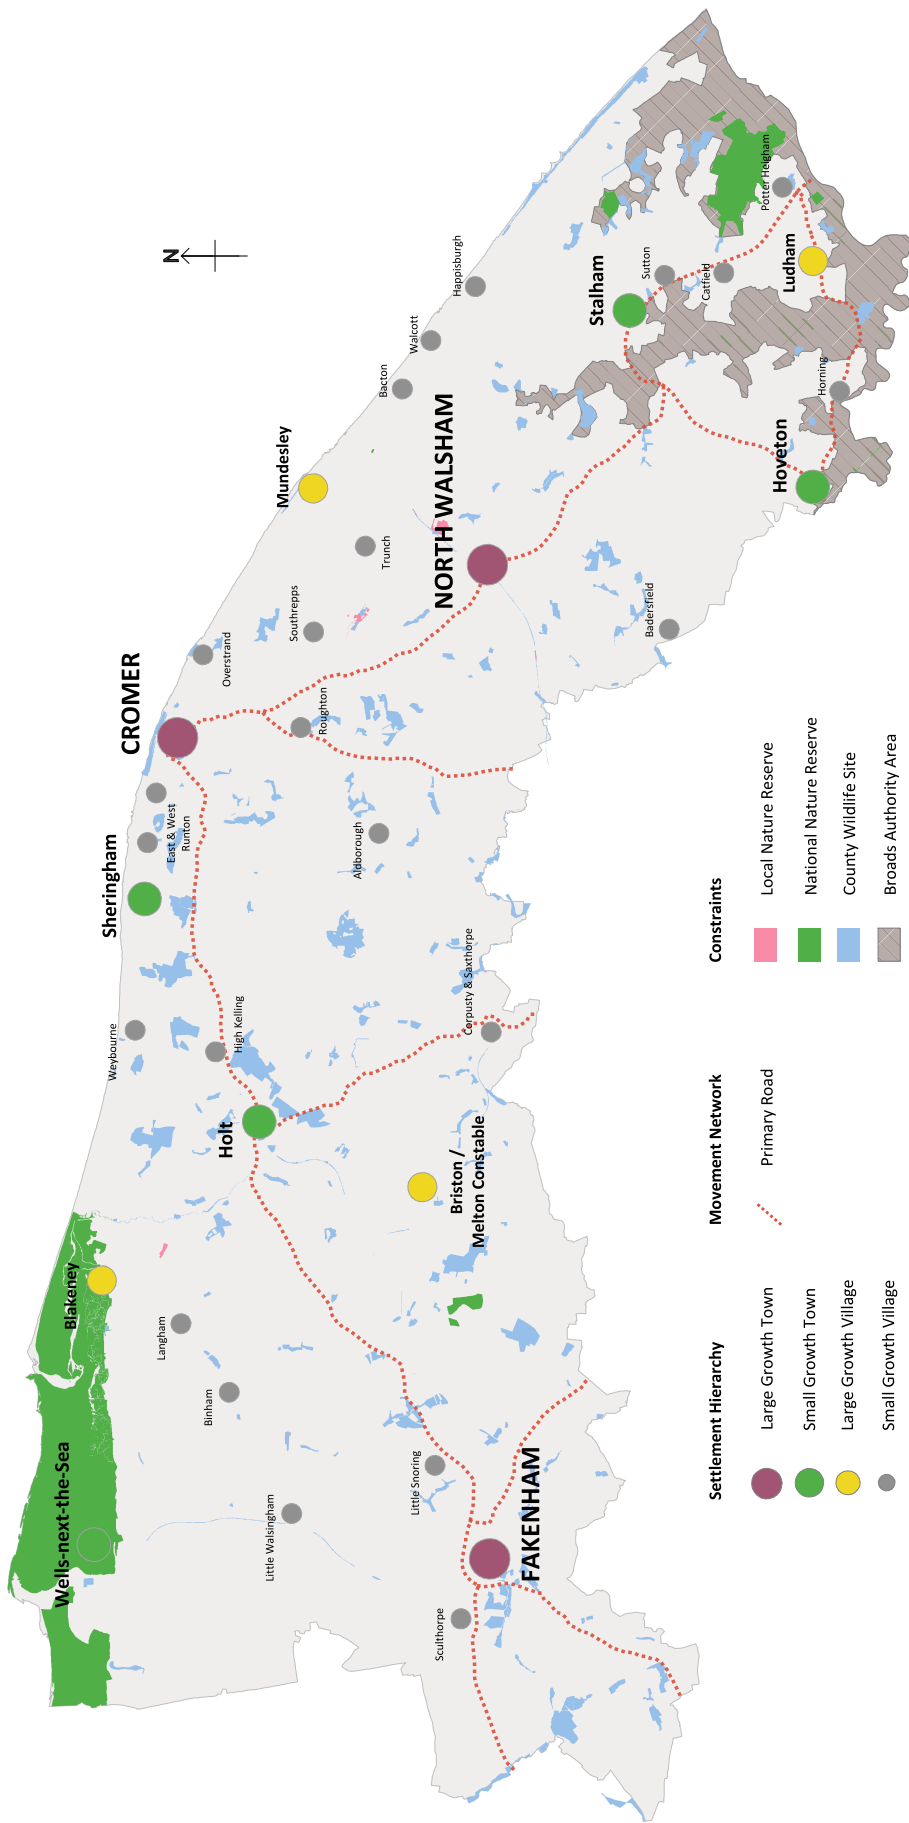 N
Wells-next-the-Sea
Blakeney
Weybourne
Sheringham
East & West
Runton
CROMER
Overstrand
Mundesley
Bacton
Walcott
Happisburgh
Langham
Binham
Little Walsingham
Holt
High Kelling
Roughton
Southrepps
Trunch
NORTH WALSHAM
Aldborough
Little Snoring
Sculthorpe
FAKENHAM
Briston /
Melton Constable
Corpusty & Saxthorpe
Badersfield
Stalham
Sutton
Catfield
Potter Heigham
Ludham
Horning
Hoveton
Settlement Hierarchy
Large Growth Town
Small Growth Town
Large Growth Village
Small Growth Village
Movement Network
Primary Road
Constraints
Local Nature Reserve
National Nature Reserve
County Wildlife Site
Broads Authority Area